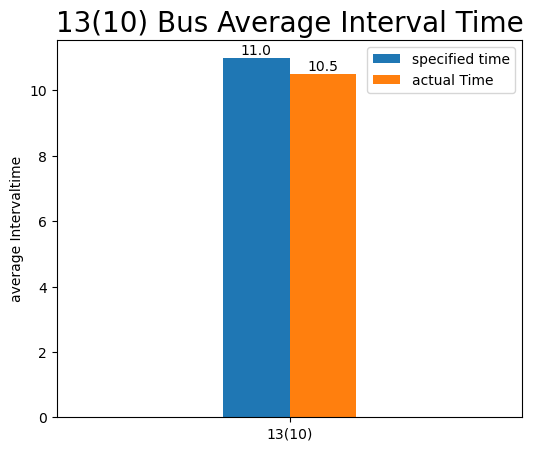 13(10) Bus Average Interval Time
11.0
10.5
specified time
actual Time
average Intervaltime
10
8
6
4
2
0
13(10)